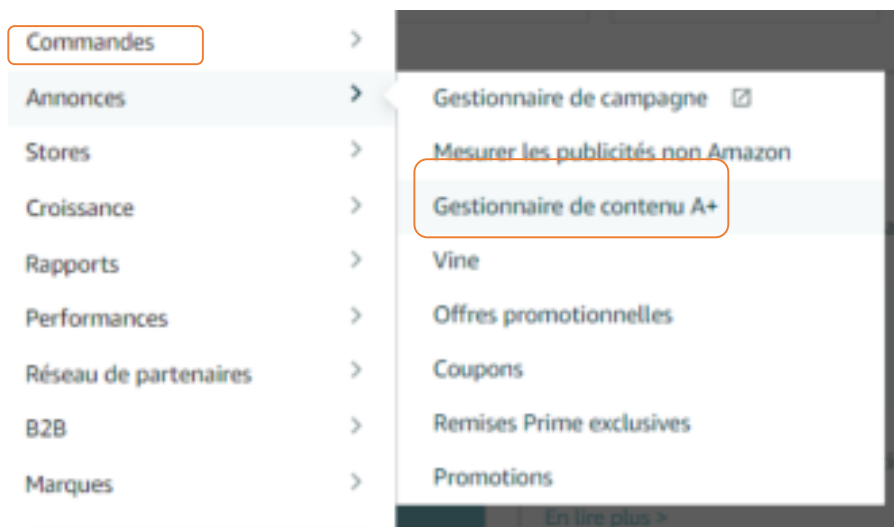 Commandes
Annonces
Stores
Croissance
Rapports
Performances
Réseau de partenaires
B2B
Marques
Gestionnaire de campagne
Mesurer les publicités non Amazon
Gestionnaire de contenu A+
Vine
Offres promotionnelles
Coupons
Remises Prime exclusives
Promotions
En lire plus >